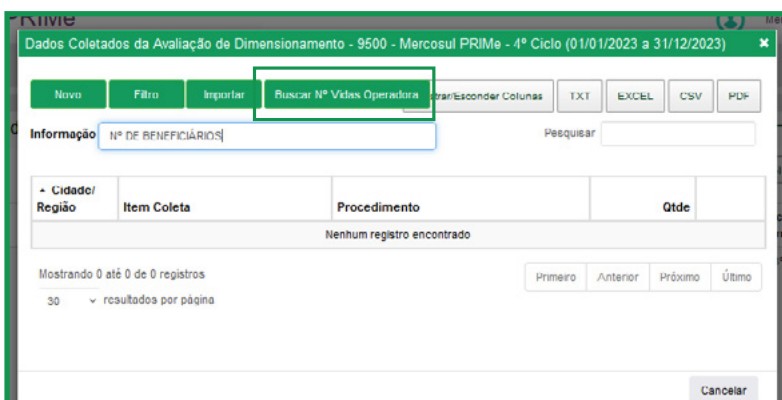 PRIMe
Dados Coletados da Avaliação de Dimensionamento - 9500 - Mercosul PRIMe - 4º Ciclo (01/01/2023 a 31/12/2023) ×
Novo Filtro Importar Buscar Nº Vidas Operadora trar/Esconder Colunas TXT EXCEL CSV PDF
Informação Nº DE BENEFICIÁRIOS Pesquisar
Cidade/
Região Item Coleta Procedimento Qtde
Nenhum registro encontrado
Mostrando 0 até 0 de 0 registros Primeiro Anterior Próximo Último
30 resultados por página
Cancelar